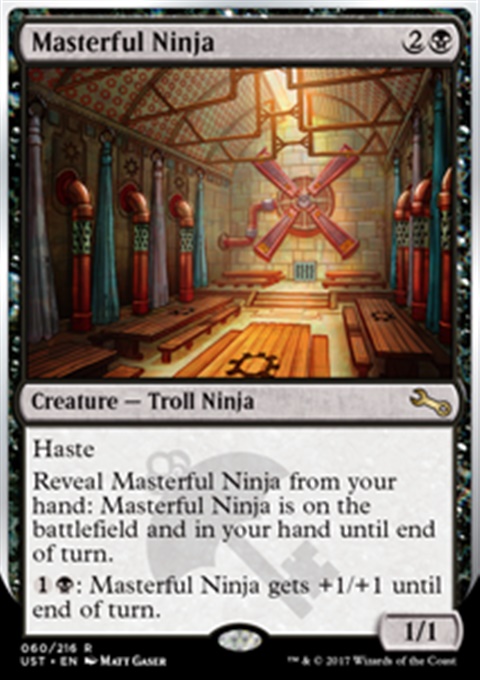 Masterful Ninja 2
Creature — Troll Ninja
Haste
Reveal Masterful Ninja from your
hand: Masterful Ninja is on the
battlefield and in your hand until end
of turn.
1 : Masterful Ninja gets +1/+1 until
end of turn.
1/1
060/216 R
UST • EN Matt Gaser
™ & © 2017 Wizards of the Coast